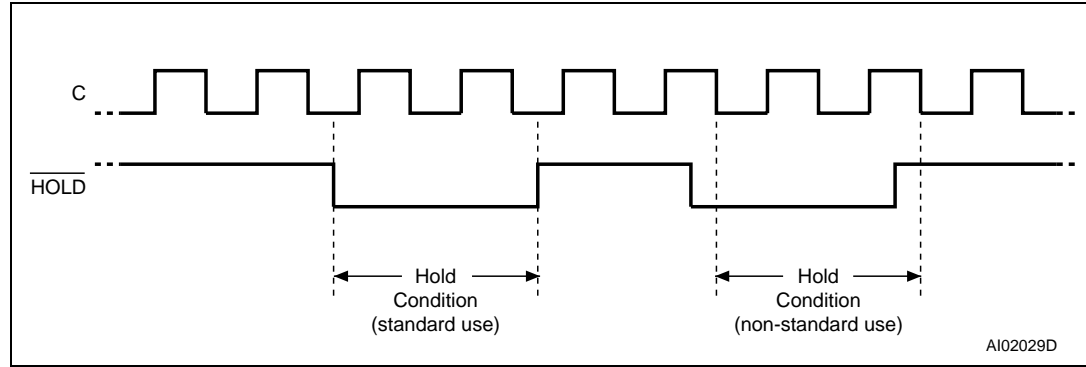 C
HOLD
Hold
Condition
(standard use)
Hold
Condition
(non-standard use)
AI02029D